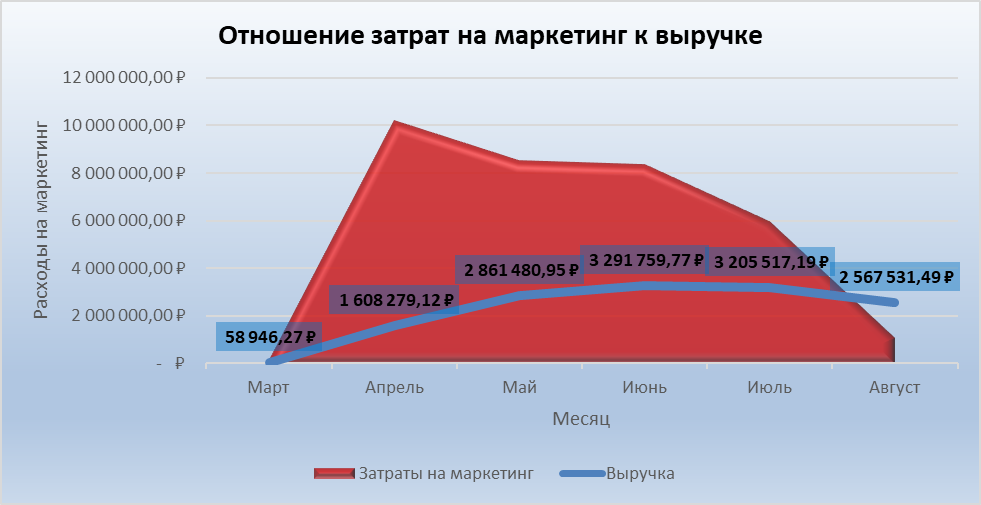 Отношение затрат на маркетинг к выручке
12 000 000,00 ₽
10 000 000,00 ₽
8 000 000,00 ₽
6 000 000,00 ₽
4 000 000,00 ₽
2 000 000,00 ₽
- ₽
Расходы на маркетинг
58 946,27 ₽
1 608 279,12 ₽
2 861 480,95 ₽
3 291 759,77 ₽
3 205 517,19 ₽
2 567 531,49 ₽
Март Апрель Май Июнь Июль Август
Месяц
Затраты на маркетинг Выручка